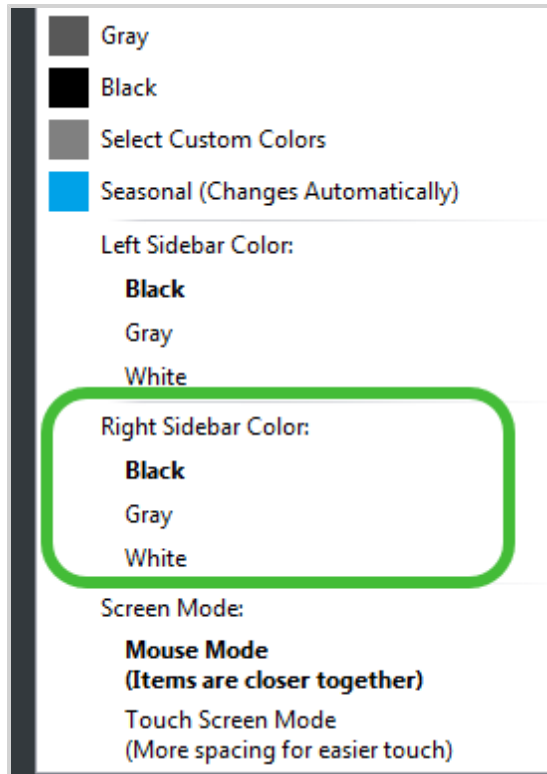 Gray
Black
Select Custom Colors
Seasonal (Changes Automatically)
Left Sidebar Color:
Black
Gray
White
Right Sidebar Color:
Black
Gray
White
Screen Mode:
Mouse Mode
(Items are closer together)
Touch Screen Mode
(More spacing for easier touch)